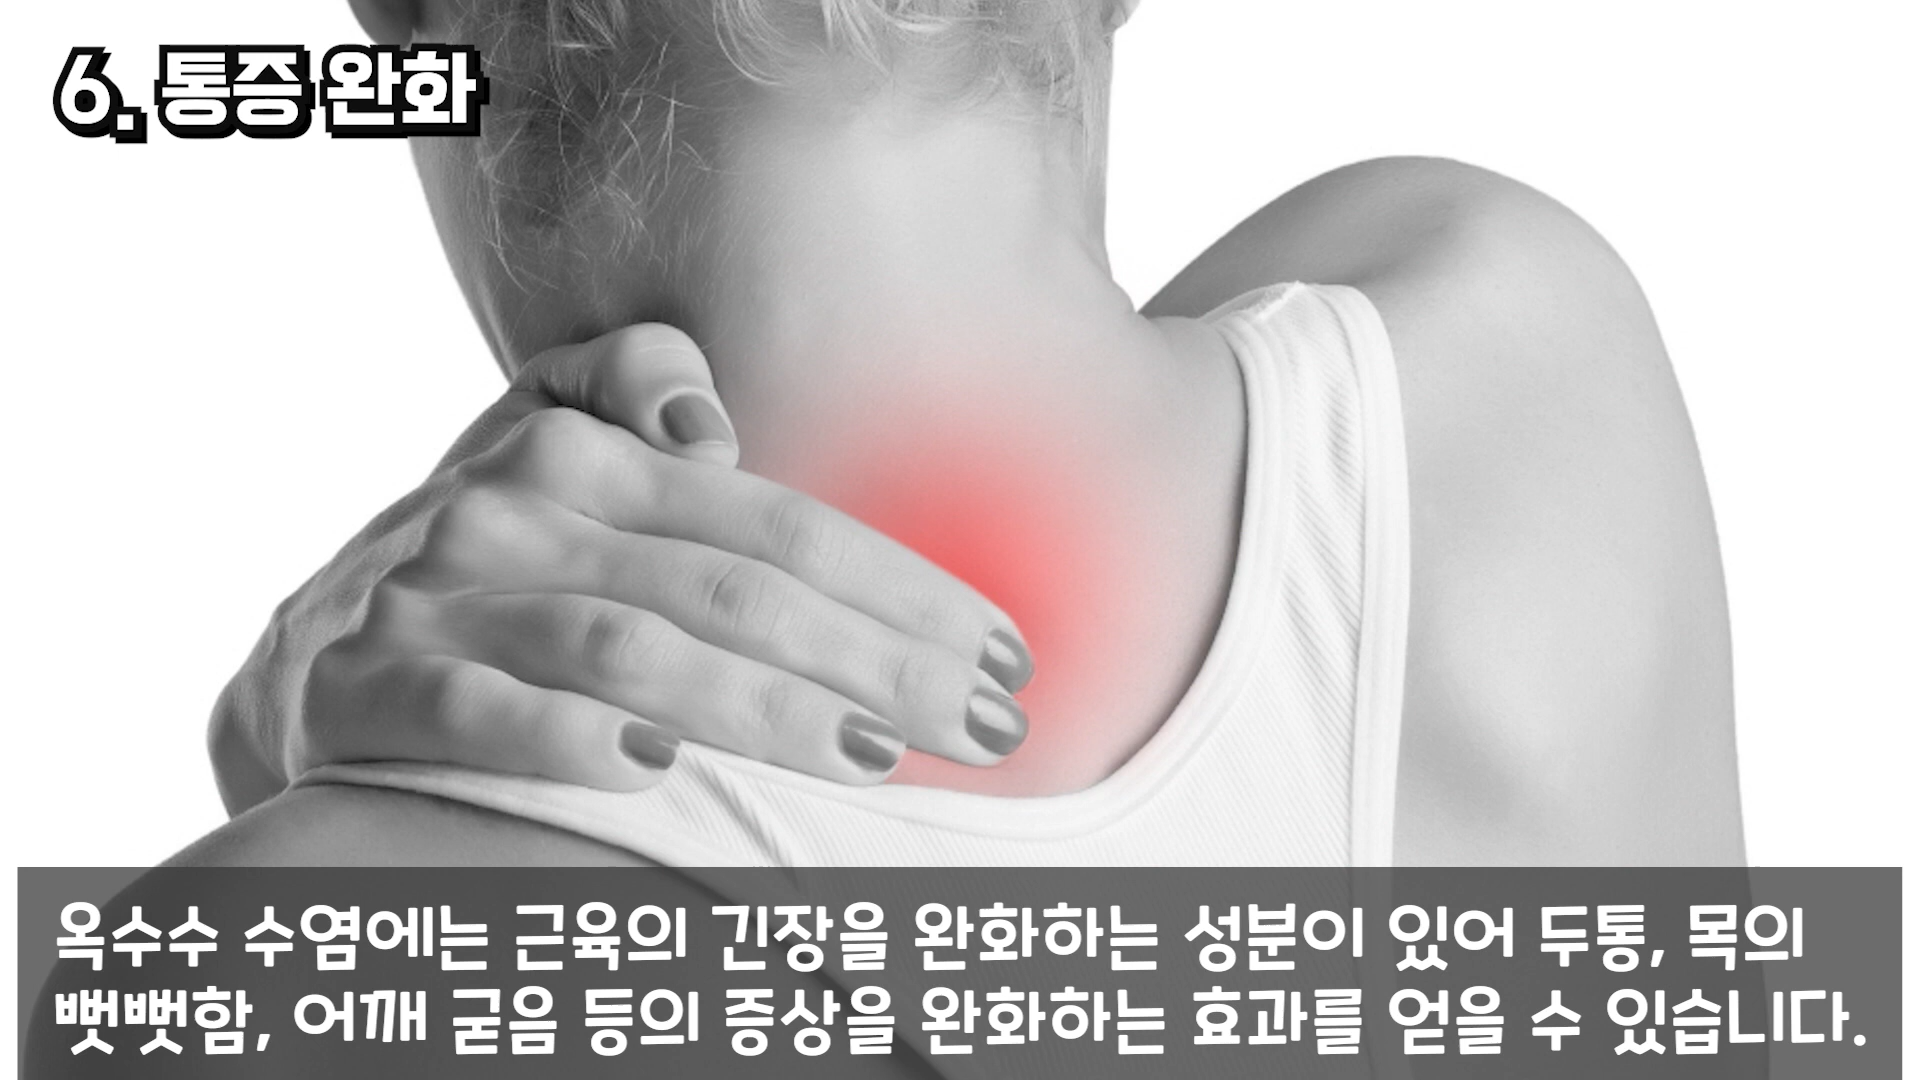 6. 통증 완화
옥수수 수염에는 근육의 긴장을 완화하는 성분이 있어 두통, 목의
뻣뻣함, 어깨 굳음 등의 증상을 완화하는 효과를 얻을 수 있습니다.